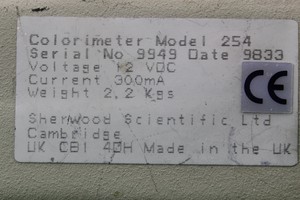 Colorimeter Model 254
Serial No 9949 Date 9833
Voltage 12 VDC
Current 300mA
Weight 2,2 Kgs
CE
Sherwood Scientific Ltd
Cambridge
UK CB1 4DH Made in the UK